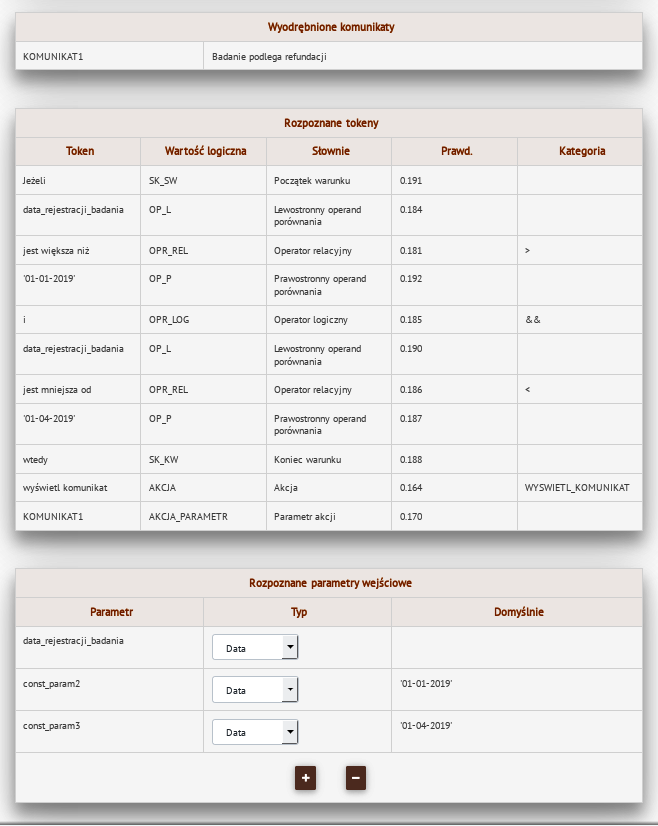 Wyodrębnione komunikaty
KOMUNIKAT1 Badanie podlega refundacji
Rozpoznane tokeny
Token Wartość logiczna Słownie Prawd. Kategoria
Jeżeli SK_SW Początek warunku 0.191
data_rejestracji_badania OP_L Lewostronny operand 0.184
porównania
jest większa niż OPR_REL Operator relacyjny 0.181 >
'01-01-2019' OP_P Prawostronny operand 0.192
porównania
i OPR_LOG Operator logiczny 0.185 &&
data_rejestracji_badania OP_L Lewostronny operand 0.190
porównania
jest mniejsza od OPR_REL Operator relacyjny 0.186 <
'01-04-2019' OP_P Prawostronny operand 0.187
porównania
wtedy SK_KW Koniec warunku 0.188
wyświetl komunikat AKCJA Akcja 0.164 WYSWIETL_KOMUNIKAT
KOMUNIKAT1 AKCJA_PARAMETR Parametr akcji 0.170
Rozpoznane parametry wejściowe
Parametr Typ Domyślnie
data_rejestracji_badania Data
const_param2 Data '01-01-2019'
const_param3 Data '01-04-2019'
+ −